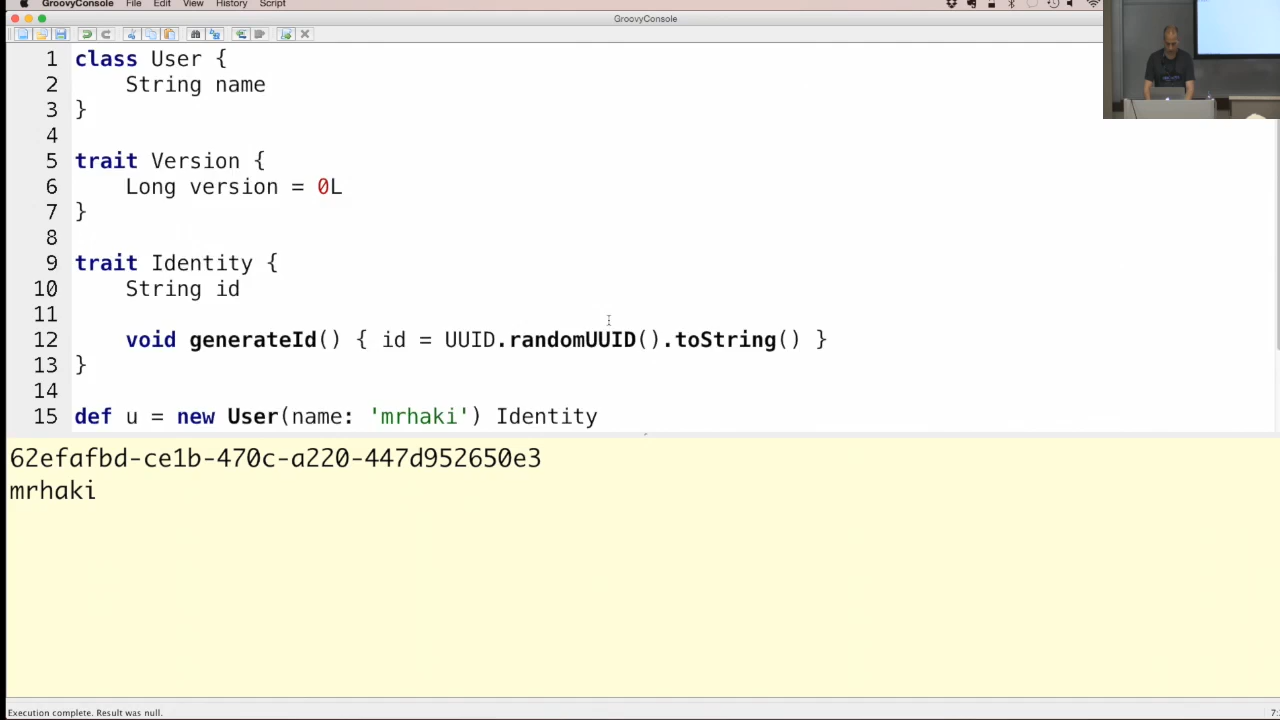 GroovyConsole File Edit View History Script
GroovyConsole
1 class User {
2     String name
3 }
4
5 trait Version {
6     Long version = 0L
7 }
8
9 trait Identity {
10     String id
11
12     void generateId() { id = UUID.randomUUID().toString() }
13 }
14
15 def u = new User(name: 'mrhaki') Identity
62efafbd-ce1b-470c-a220-447d952650e3
mrhaki
Execution complete. Result was null.
7: